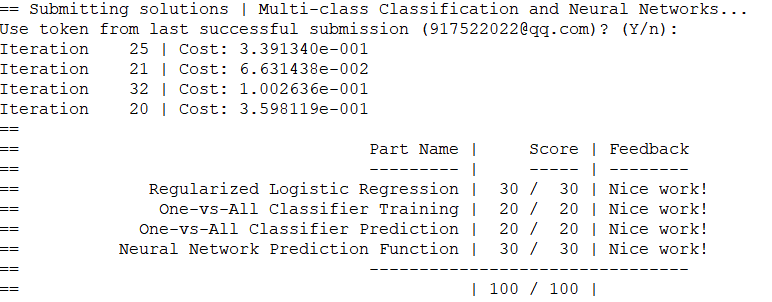 == Submitting solutions | Multi-class Classification and Neural Networks...
Use token from last successful submission (917522022@qq.com)? (Y/n):
Iteration    25 | Cost: 3.391340e-001
Iteration    21 | Cost: 6.631438e-002
Iteration    32 | Cost: 1.002636e-001
Iteration    20 | Cost: 3.598119e-001
==
==                                   Part Name |     Score | Feedback
==                                   --------- |     ----- | --------
==             Regularized Logistic Regression |  30 /  30 | Nice work!
==              One-vs-All Classifier Training |  20 /  20 | Nice work!
==            One-vs-All Classifier Prediction |  20 /  20 | Nice work!
==          Neural Network Prediction Function |  30 /  30 | Nice work!
==                                   --------------------------------
==                                             | 100 / 100 |